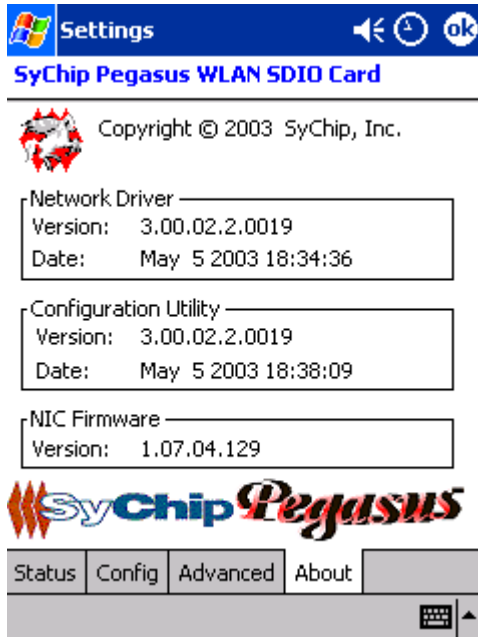 Settings
ok
SyChip Pegasus WLAN SDIO Card
Copyright © 2003 SyChip, Inc.
Network Driver
Version: 3.00.02.2.0019
Date: May 5 2003 18:34:36
Configuration Utility
Version: 3.00.02.2.0019
Date: May 5 2003 18:38:09
NIC Firmware
Version: 1.07.04.129
SyChip Pegasus
Status Config Advanced About